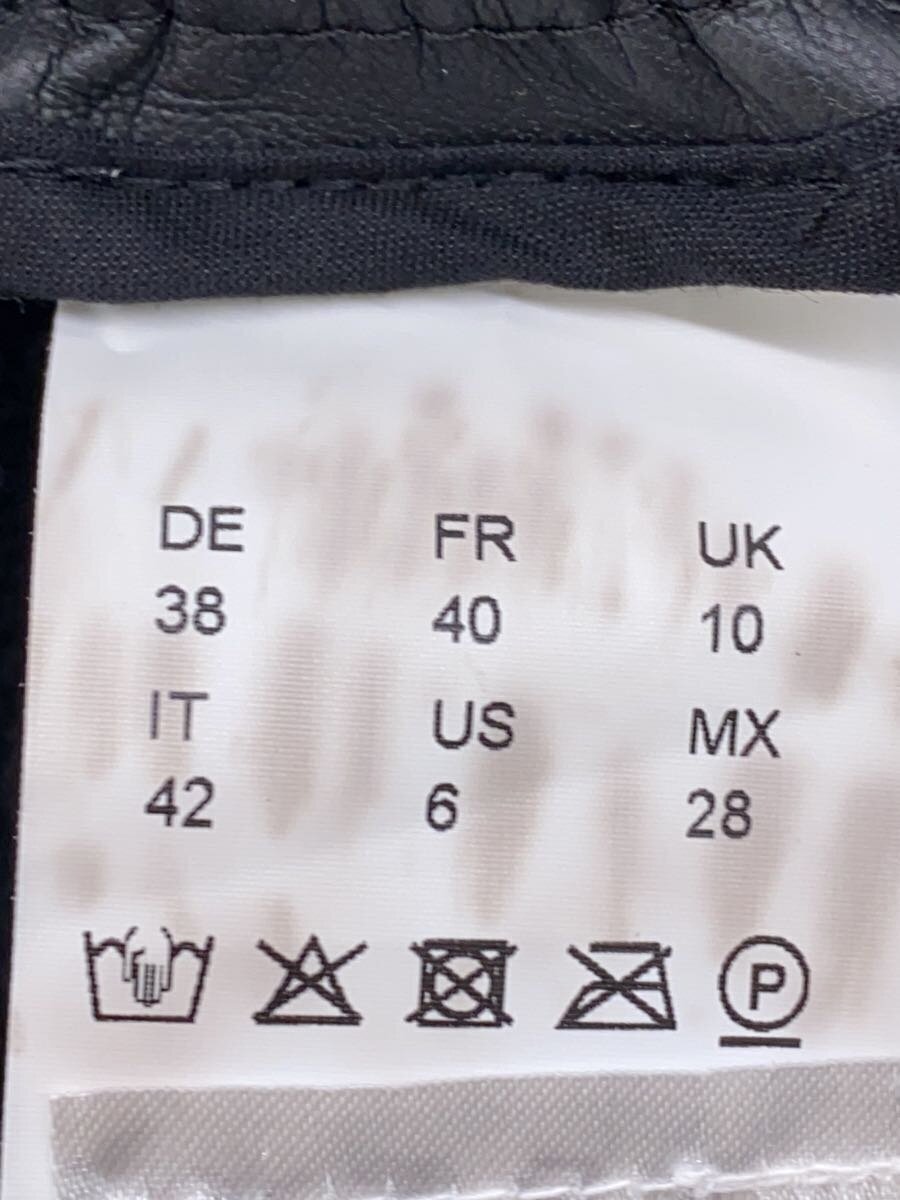 DE FR UK
38 40 10
IT US MX
42 6 28
P